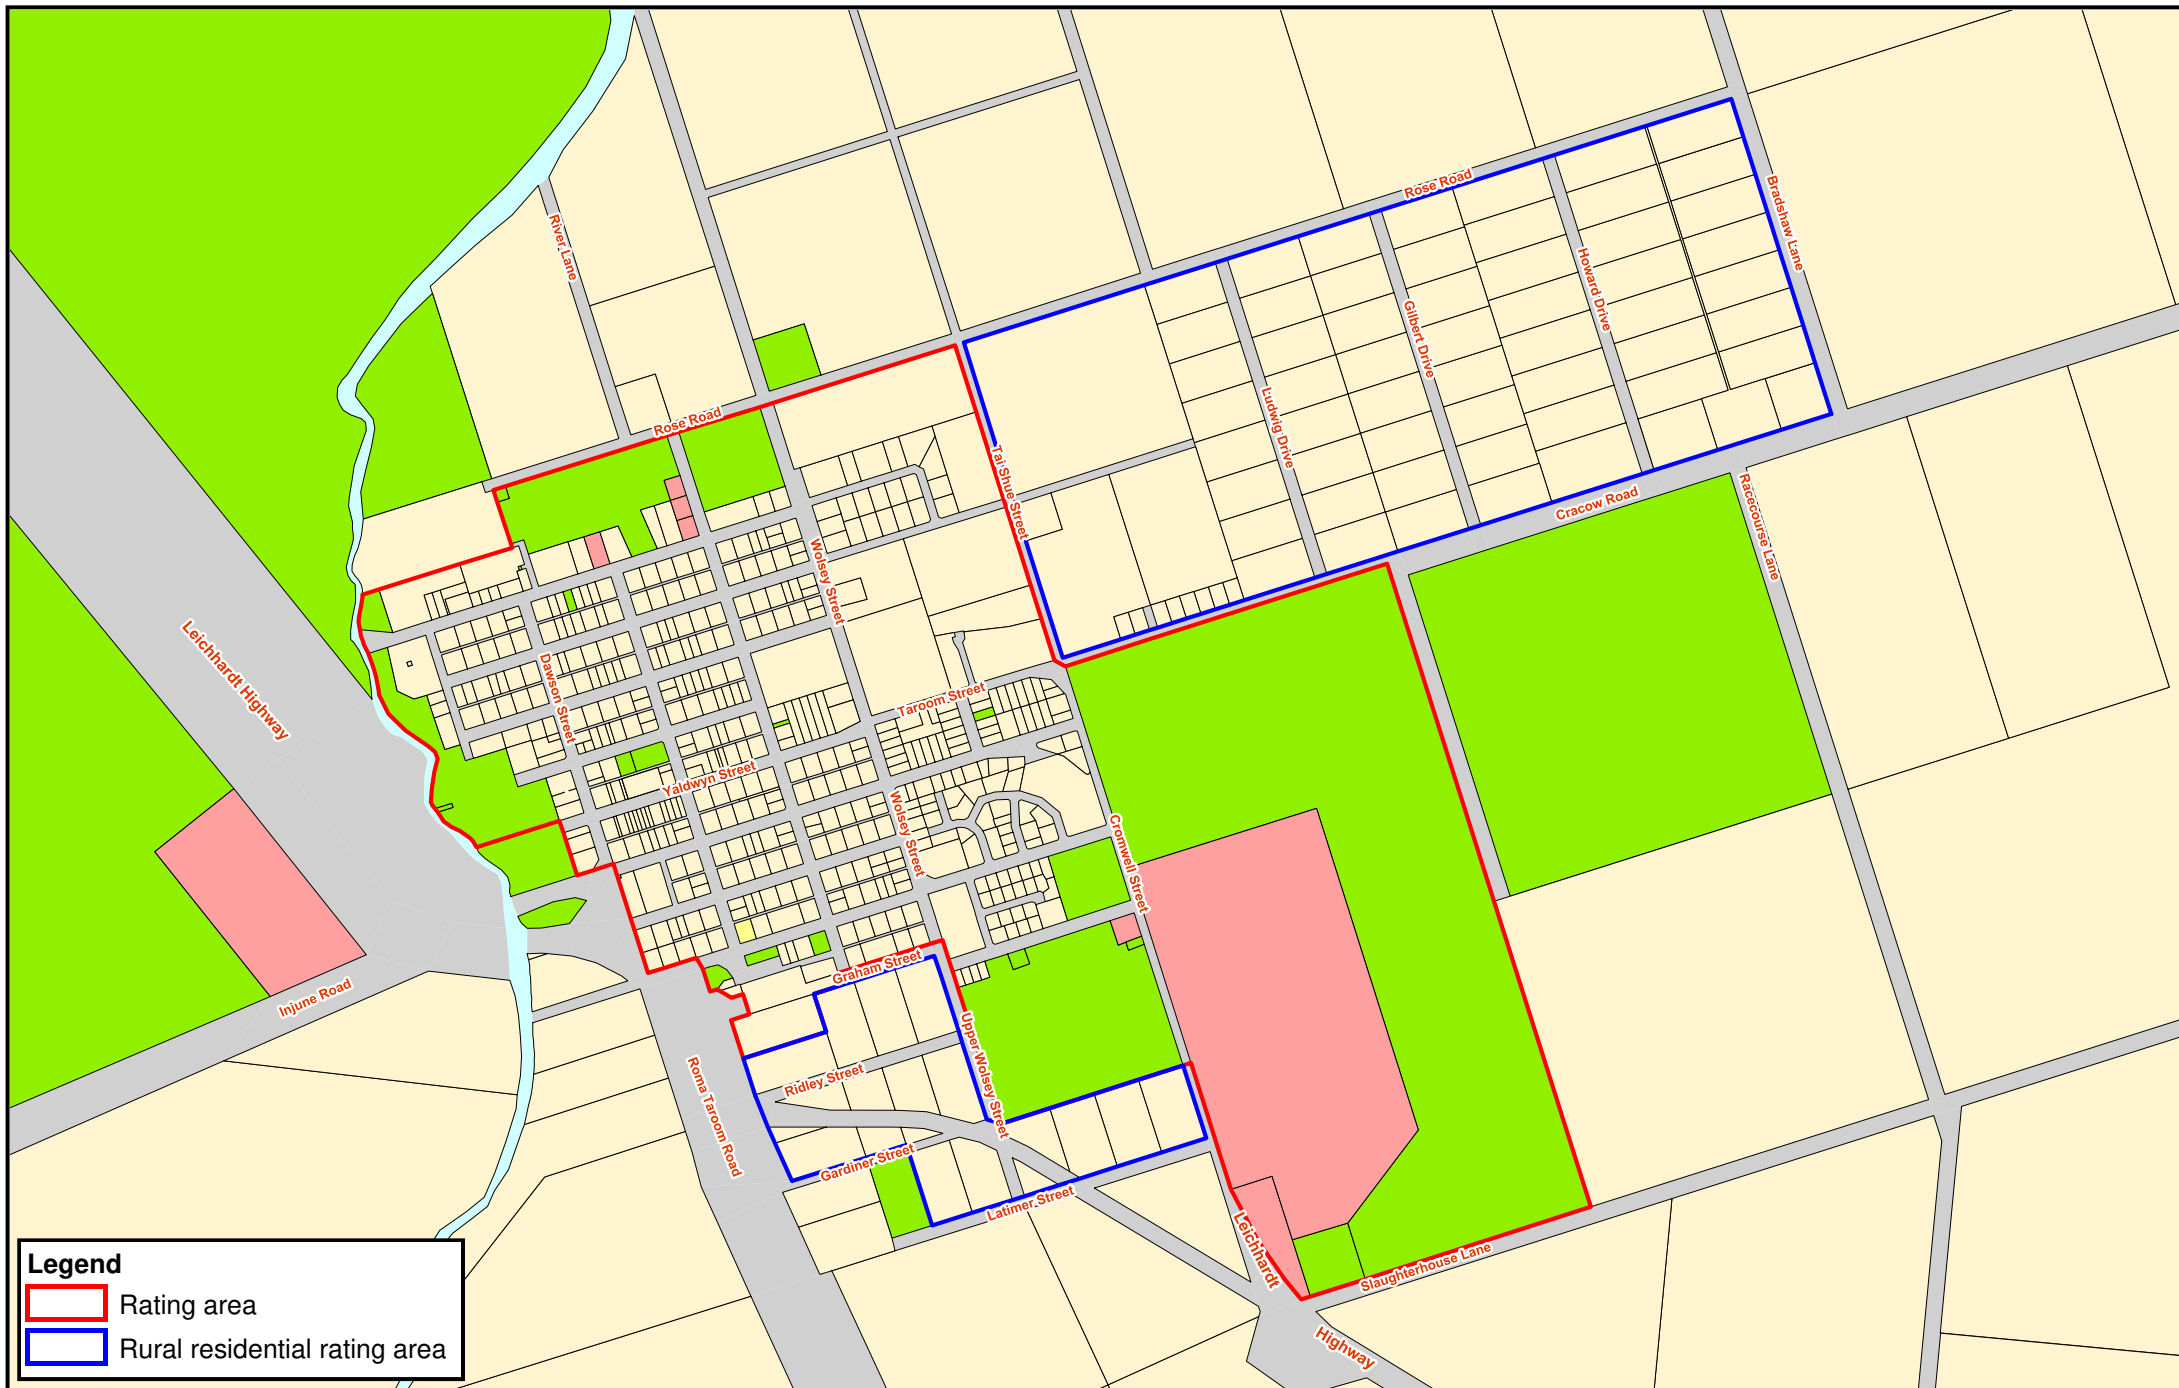 Rose Road
Bradshaw Lane
River Lane
Howard Drive
Gilbert Drive
Ludwig Drive
Rose Road
Tai Shue Street
Cracow Road
Racecourse Lane
Wolsey Street
Leichhardt Highway
Dawson Street
Taroom Street
Yaldwyn Street
Wolsey Street
Cromwell Street
Graham Street
Injune Road
Upper Wolsey Street
Ridley Street
Roma Taroom Road
Gardiner Street
Latimer Street
Leichhardt
Slaughterhouse Lane
Highway
Legend
Rating area
Rural residential rating area